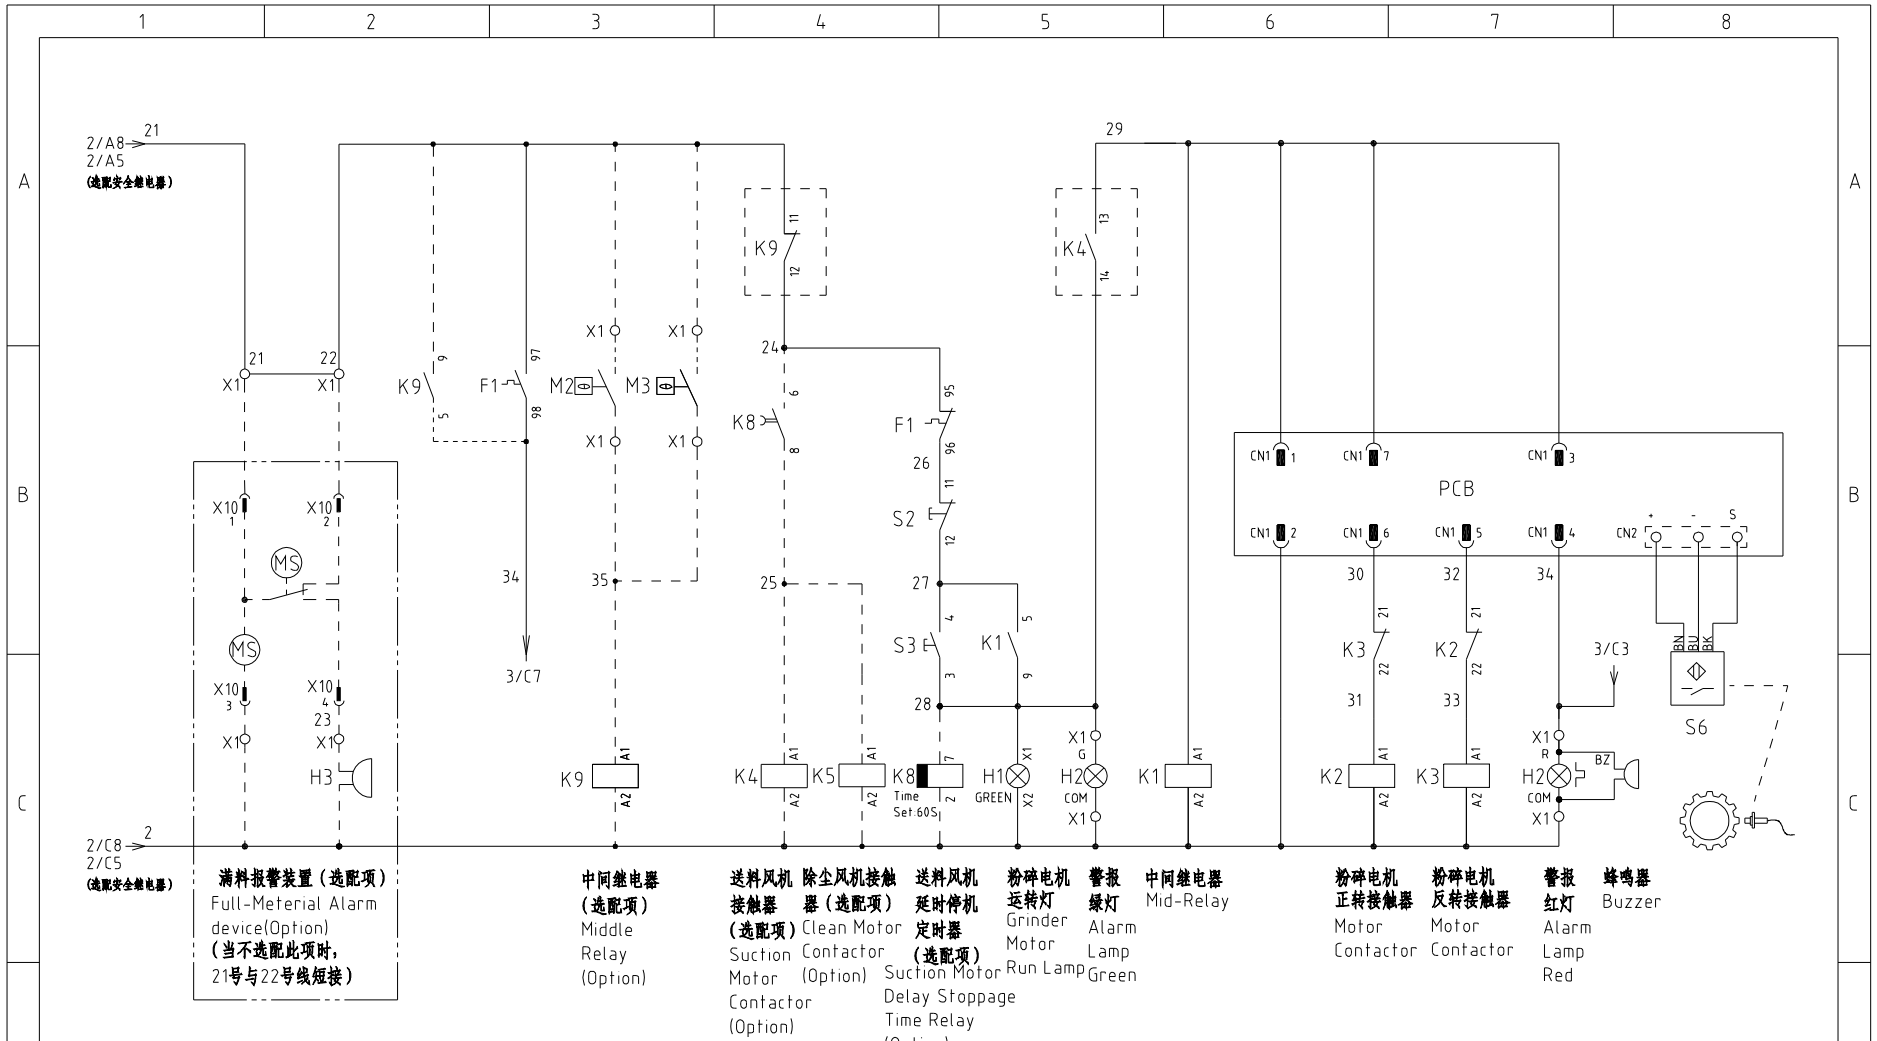 1 2 3 4 5 6 7 8
21 29
2/A8
2/A5
A A
(选配安全继电器)
11 13
K9 K4
12 14
X1 X1
24
21 22 9 97
X1 X1 K9 F1 M2 M3 6 95
5 98 K8 F1
X1 X1 8 96
26
CN1 1 CN1 7 CN1 3
B PCB B
11
X10 X10 S2
1 2 12
+ - S
CN1 2 CN1 6 CN1 5 CN1 4 CN2
MS 34 35 25 27 30 32 34
4 5 21 21
MS S3 K1 K3 K2 3/C3 BN BU BK
3 9 22 22
3/C7
X10 X10
3 4 28 31 33
23 S6
X1 X1 X1 X1
G R
A1 A1 A1 7 X1 A1 A1 A1 BZ
H3 K9 K4 K5 K8 H1 H2 K1 K2 K3 H2
A2 A2 A2 2 X2 A2 A2 A2
Time GREEN COM COM
Set:60S
C C
X1 X1
2
2/C8
2/C5
(选配安全继电器)
满料报警装置(选配项)
Full-Meterial Alarm
device(Option)
(当不选配此项时,
21号与22号线短接)
中间继电器
(选配项)
Middle
Relay
(Option)
送料风机
接触器
(选配项)
Suction
Motor
Contactor
(Option)
除尘风机接触
器(选配项)
Clean Motor
Contactor
(Option)
送料风机
延时停机
定时器
(选配项)
Suction Motor
Delay Stoppage
Time Relay
(Option)
粉碎电机
运转灯
Grinder
Motor
Run Lamp
警报
绿灯
Alarm
Lamp
Green
中间继电器
Mid-Relay
粉碎电机
正转接触器
Motor
Contactor
粉碎电机
反转接触器
Motor
Contactor
警报
红灯
Alarm
Lamp
Red
蜂鸣器
Buzzer